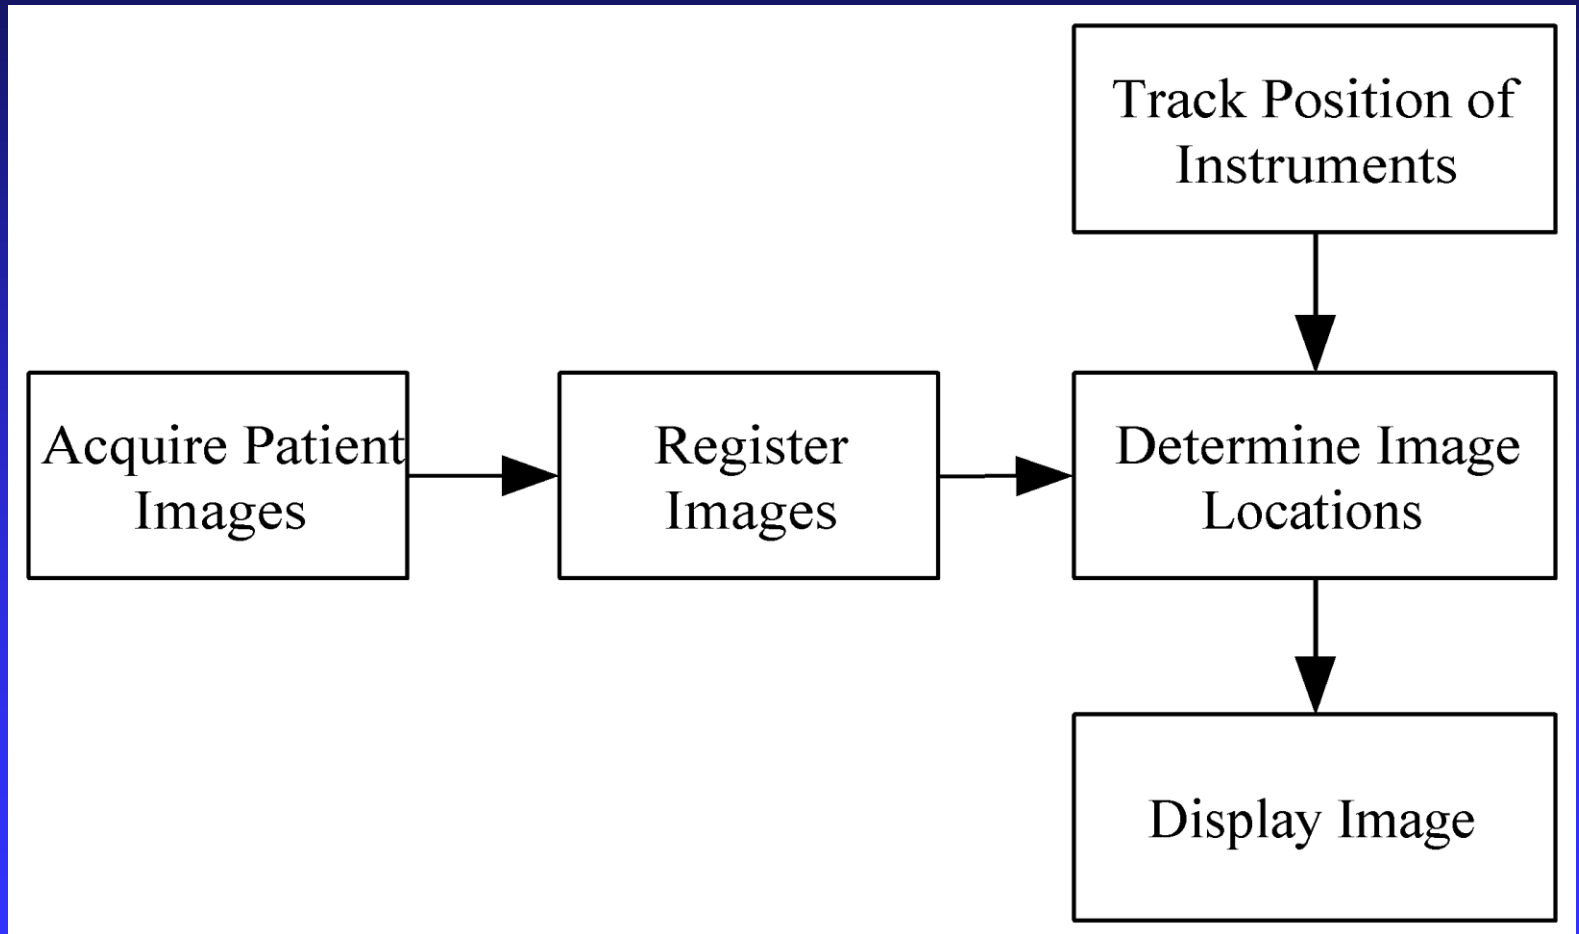 Track Position of
Instruments
Acquire Patient
Images
Register
Images
Determine Image
Locations
Display Image